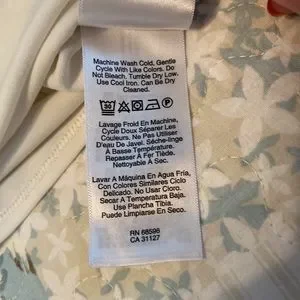 Machine Wash Cold, Gentle
Cycle With Like Colors. Do
Not Bleach. Tumble Dry Low.
Use Cool Iron. Can Be Dry
Cleaned.
30
P
Lavage Froid En Machine,
Cycle Doux Séparer Les
Couleurs. Ne Pas Utiliser
D'Eau De Javel. Sèche-linge
À Basse Température.
Repasser À Fer Tiède.
Nettoyable À Sec.
Lavar A Máquina En Agua Fría,
Con Colores Similares Ciclo
Delicado. No Usar Cloro.
Secar A Temperatura Baja.
Use Plancha Tibia.
Puede Limpiarse En Seco.
RN 68596
CA 31127